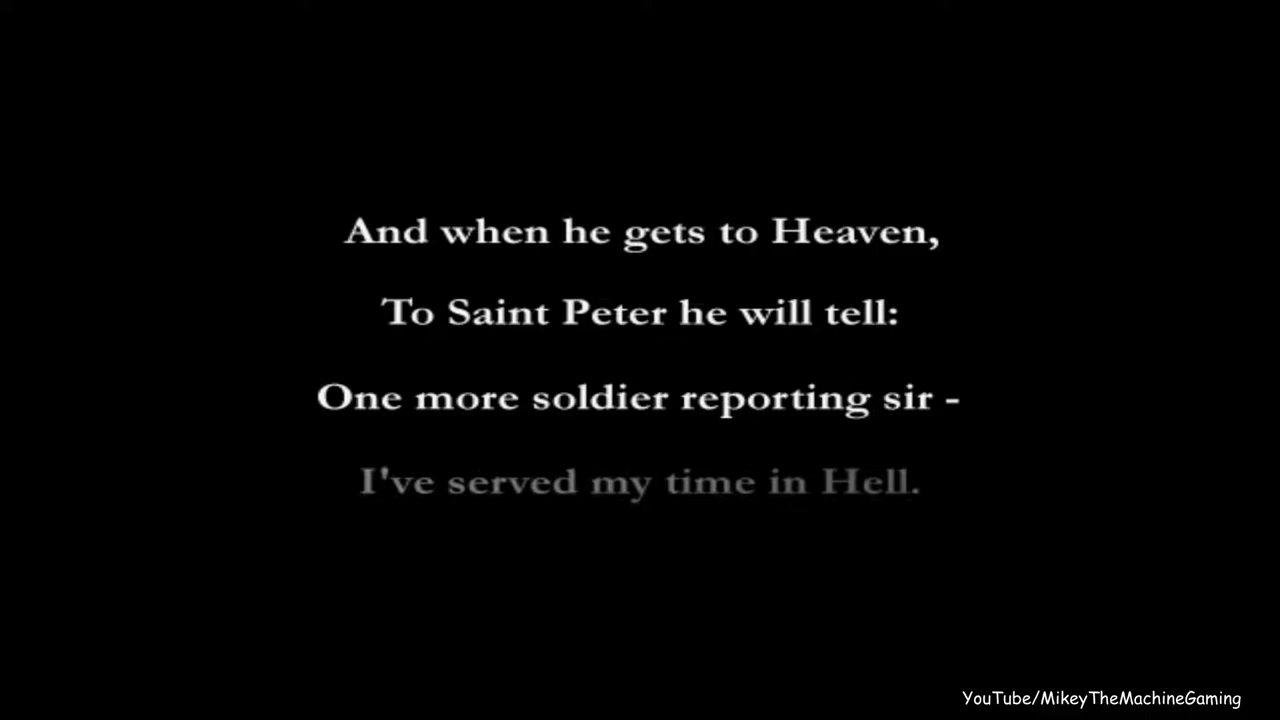 And when he gets to Heaven,
To Saint Peter he will tell:
One more soldier reporting sir -
I've served my time in Hell.
YouTube/MikeyTheMachineGaming